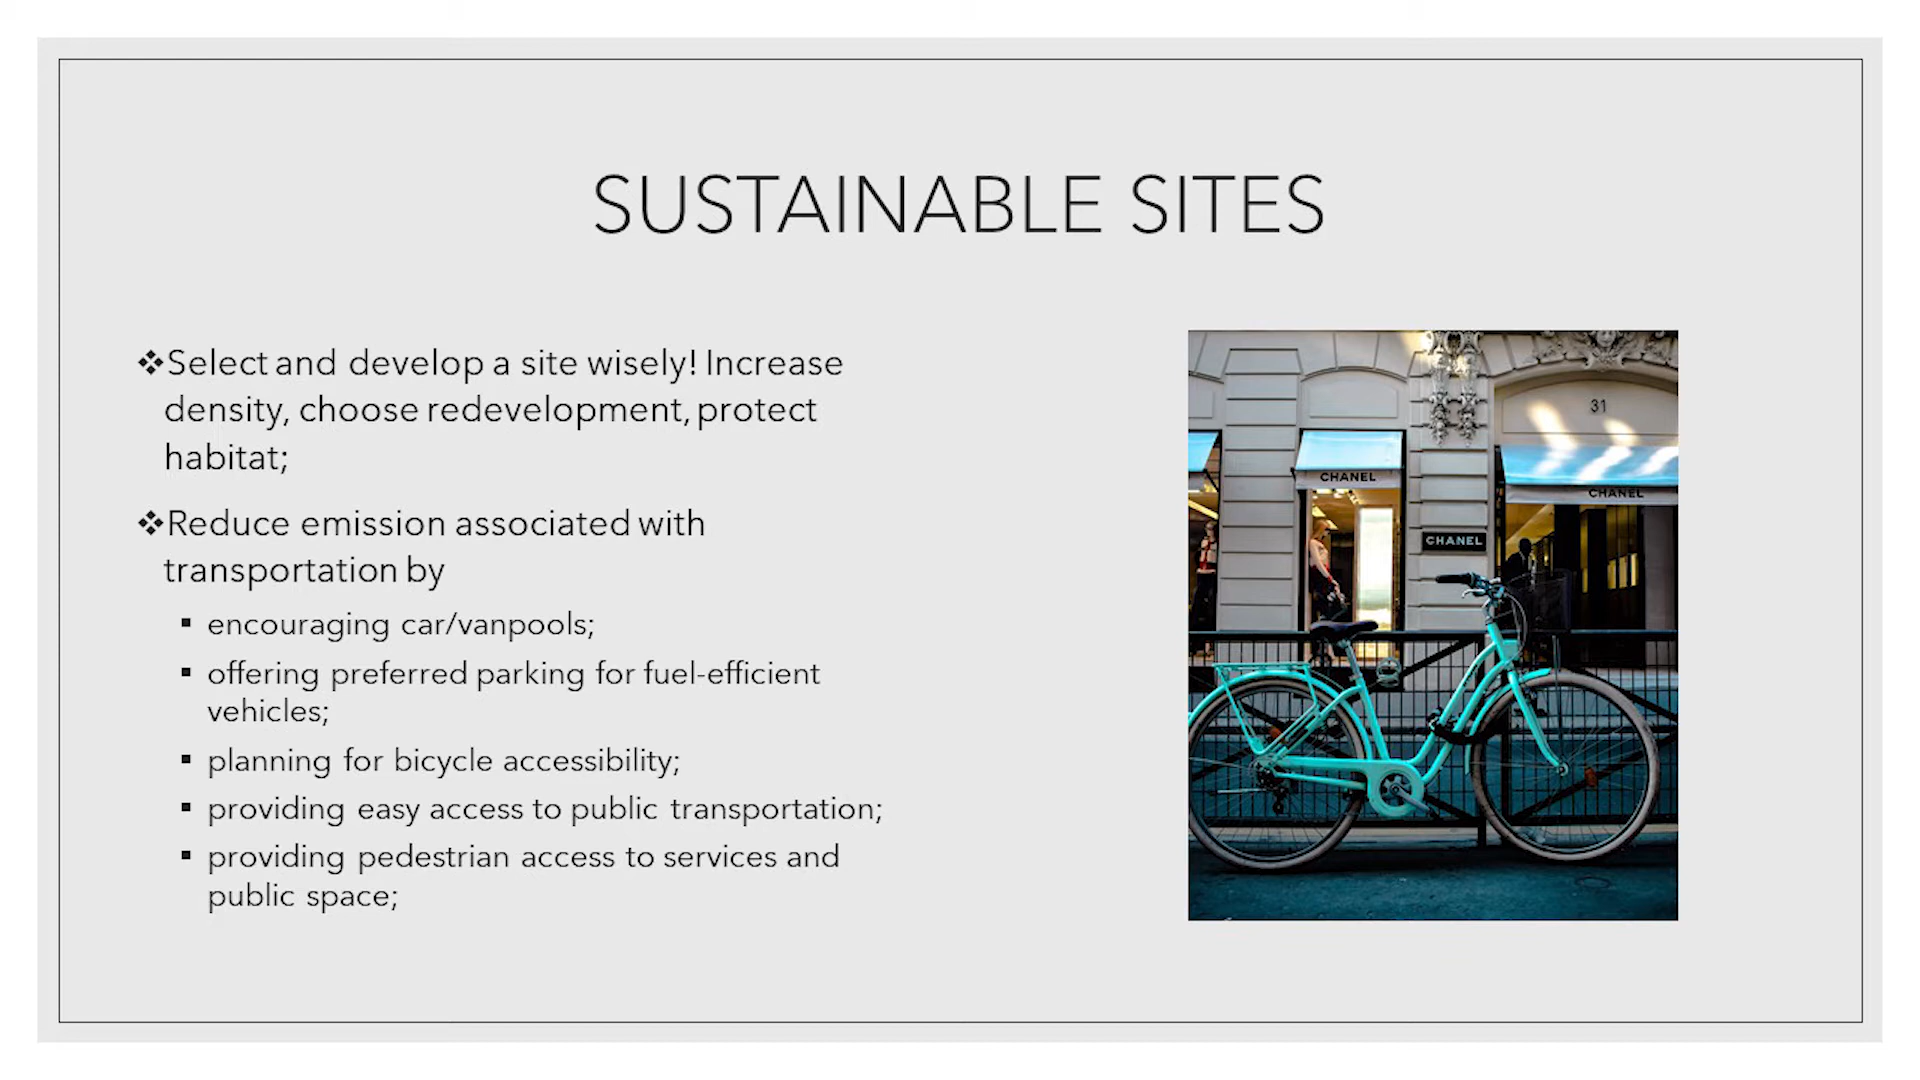 SUSTAINABLE SITES
❖Select and develop a site wisely! Increase
density, choose redevelopment, protect
habitat;
❖Reduce emission associated with
transportation by
▪ encouraging car/vanpools;
▪ offering preferred parking for fuel-efficient
vehicles;
▪ planning for bicycle accessibility;
▪ providing easy access to public transportation;
▪ providing pedestrian access to services and
public space;
31
CHANEL
CHANEL
CHANEL